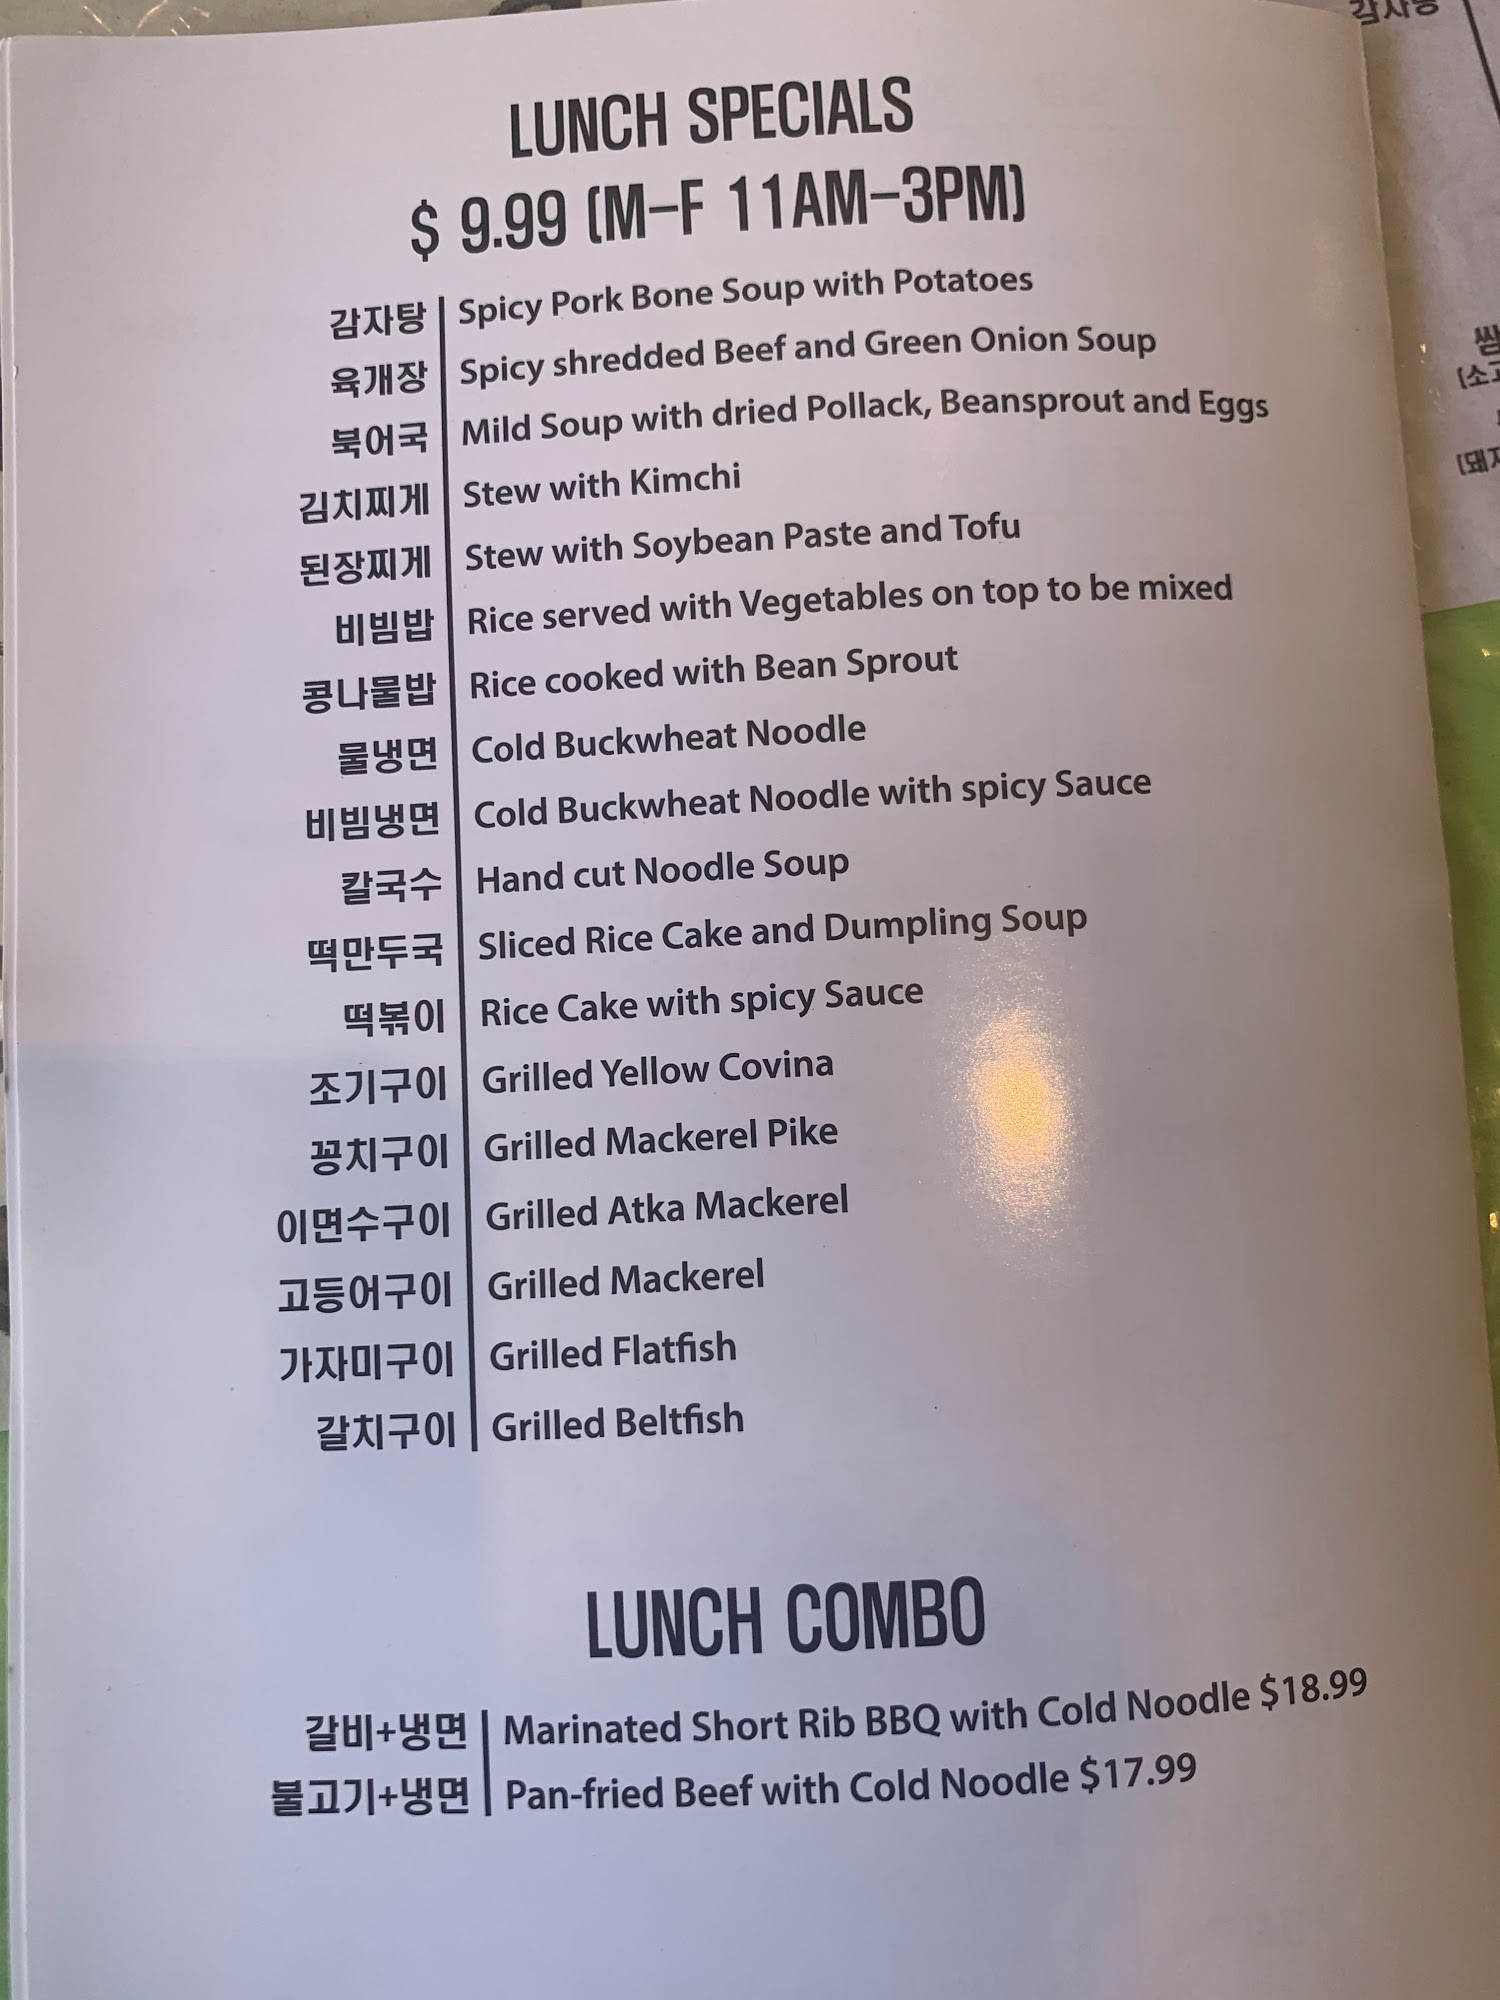 LUNCH SPECIALS
$ 9.99 (M-F 11AM-3PM)
감자탕 Spicy Pork Bone Soup with Potatoes
육개장 Spicy shredded Beef and Green Onion Soup
북어국 Mild Soup with dried Pollack, Beansprout and Eggs
김치찌게 Stew with Kimchi
된장찌게 Stew with Soybean Paste and Tofu
비빔밥 Rice served with Vegetables on top to be mixed
콩나물밥 Rice cooked with Bean Sprout
물냉면 Cold Buckwheat Noodle
비빔냉면 Cold Buckwheat Noodle with spicy Sauce
칼국수 Hand cut Noodle Soup
떡만두국 Sliced Rice Cake and Dumpling Soup
떡볶이 Rice Cake with spicy Sauce
조기구이 Grilled Yellow Covina
꽁치구이 Grilled Mackerel Pike
이면수구이 Grilled Atka Mackerel
고등어구이 Grilled Mackerel
가자미구이 Grilled Flatfish
갈치구이 Grilled Beltfish
LUNCH COMBO
갈비+냉면 Marinated Short Rib BBQ with Cold Noodle $18.99
불고기+냉면 Pan-fried Beef with Cold Noodle $17.99